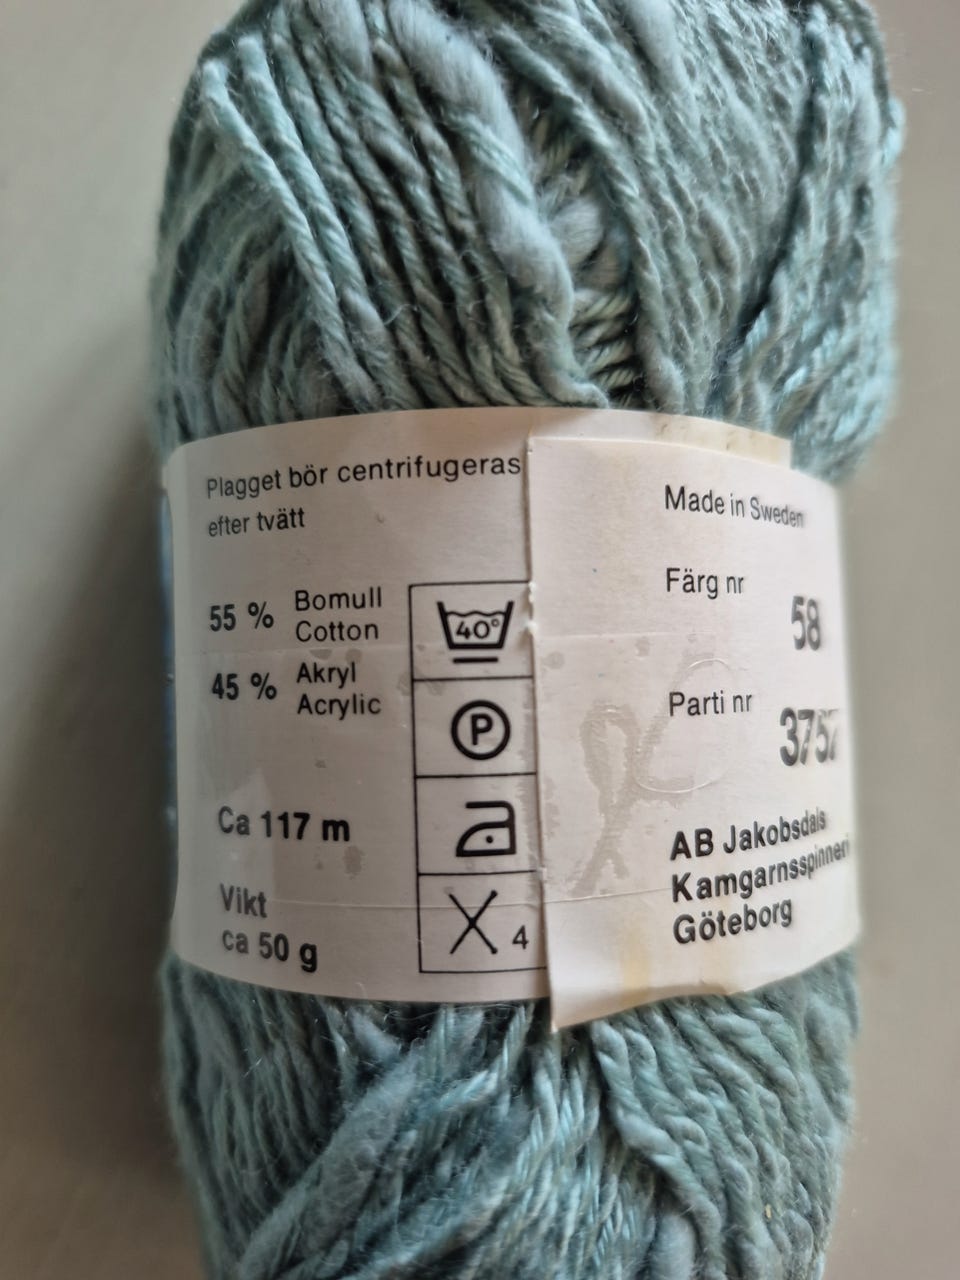 Plagget bör centrifugeras
efter tvätt
55 % Bomull
Cotton
45 % Akryl
Acrylic
Ca 117 m
Vikt
ca 50 g
40°
P
4
Made in Sweden
Färg nr
58
Parti nr
3757
AB Jakobsdals
Kamgarnsspinneri
Göteborg